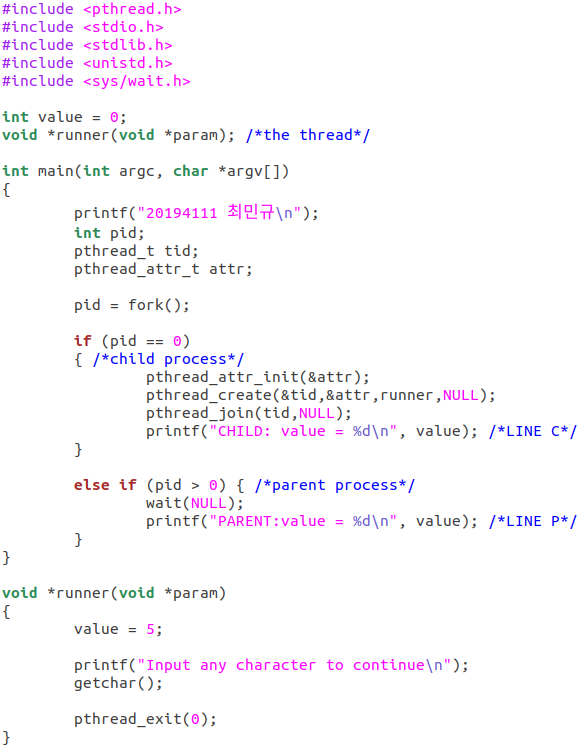 #include <pthread.h>
#include <stdio.h>
#include <stdlib.h>
#include <unistd.h>
#include <sys/wait.h>

int value = 0;
void *runner(void *param); /*the thread*/

int main(int argc, char *argv[])
{
        printf("20194111 최민규\n");
        int pid;
        pthread_t tid;
        pthread_attr_t attr;

        pid = fork();

        if (pid == 0)
        { /*child process*/
                pthread_attr_init(&attr);
                pthread_create(&tid,&attr,runner,NULL);
                pthread_join(tid,NULL);
                printf("CHILD: value = %d\n", value); /*LINE C*/
        }

        else if (pid > 0) { /*parent process*/
                wait(NULL);
                printf("PARENT:value = %d\n", value); /*LINE P*/
        }
}

void *runner(void *param)
{
        value = 5;

        printf("Input any character to continue\n");
        getchar();

        pthread_exit(0);
}